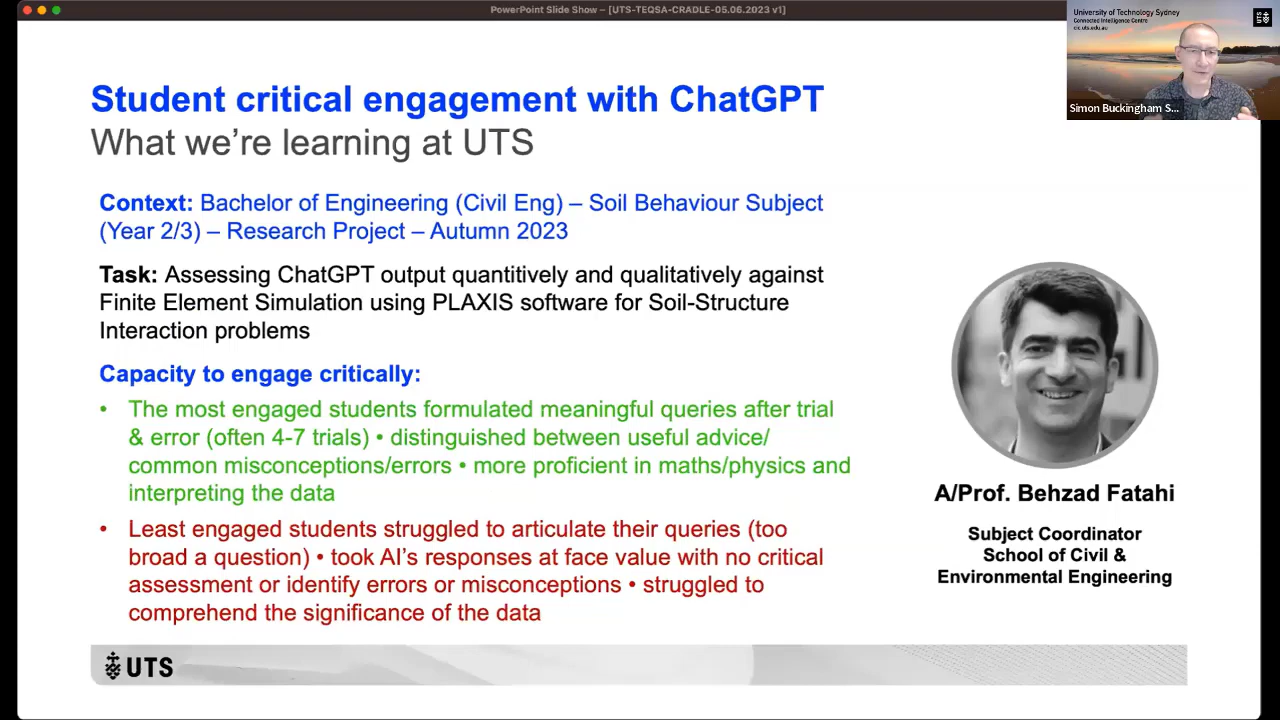 PowerPoint Slide Show – [UTS-TEQSA-CRADLE-05.06.2023 v1]
University of Technology Sydney
Connected Intelligence Centre
cic.uts.edu.au
UTS
Simon Buckingham S...
Student critical engagement with ChatGPT
What we're learning at UTS
Context: Bachelor of Engineering (Civil Eng) – Soil Behaviour Subject
(Year 2/3) – Research Project – Autumn 2023
Task: Assessing ChatGPT output quantitively and qualitatively against
Finite Element Simulation using PLAXIS software for Soil-Structure
Interaction problems
Capacity to engage critically:
• The most engaged students formulated meaningful queries after trial
& error (often 4-7 trials) • distinguished between useful advice/
common misconceptions/errors • more proficient in maths/physics and
interpreting the data
• Least engaged students struggled to articulate their queries (too
broad a question) • took AI's responses at face value with no critical
assessment or identify errors or misconceptions • struggled to
comprehend the significance of the data
A/Prof. Behzad Fatahi
Subject Coordinator
School of Civil &
Environmental Engineering
UTS